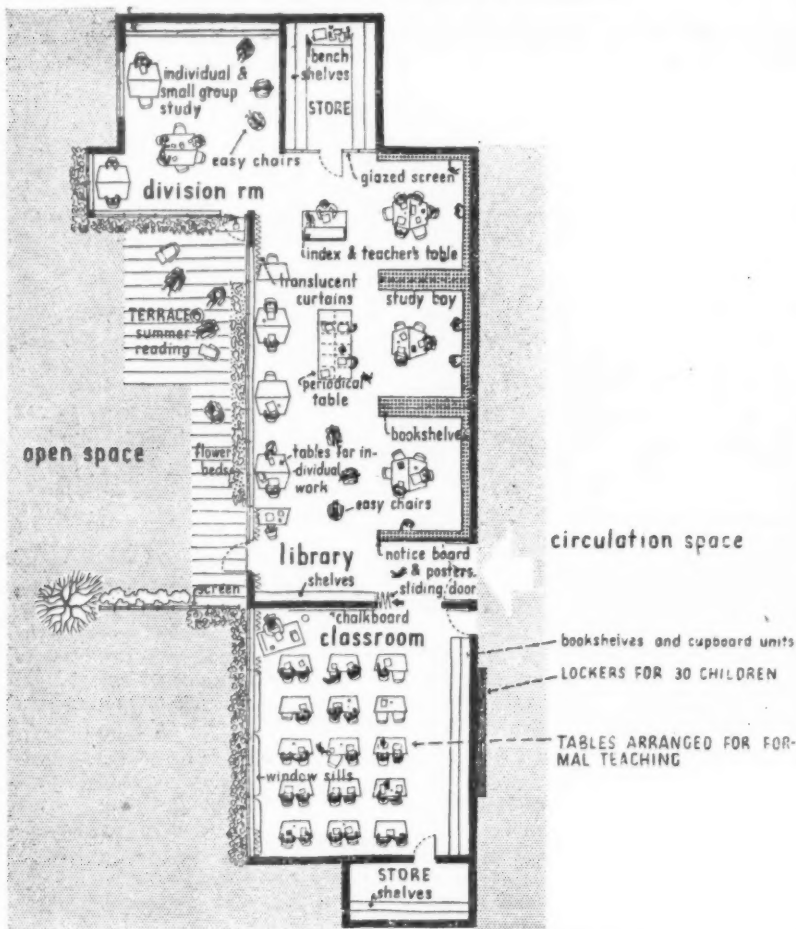 individual &
small group
study
bench
shelves
STORE
easy chairs
glazed screen
division rm
index & teacher's table
translucent
curtains
study bay
TERRACE
summer
reading
periodical
table
bookshelves
open space
flower
beds
tables for in-
dividual
work
easy chairs
circulation space
library
notice board
& posters
shelves
sliding door
screen
chalkboard
classroom
bookshelves and cupboard units
LOCKERS FOR 30 CHILDREN
TABLES ARRANGED FOR FOR-
MAL TEACHING
window sills
STORE
shelves